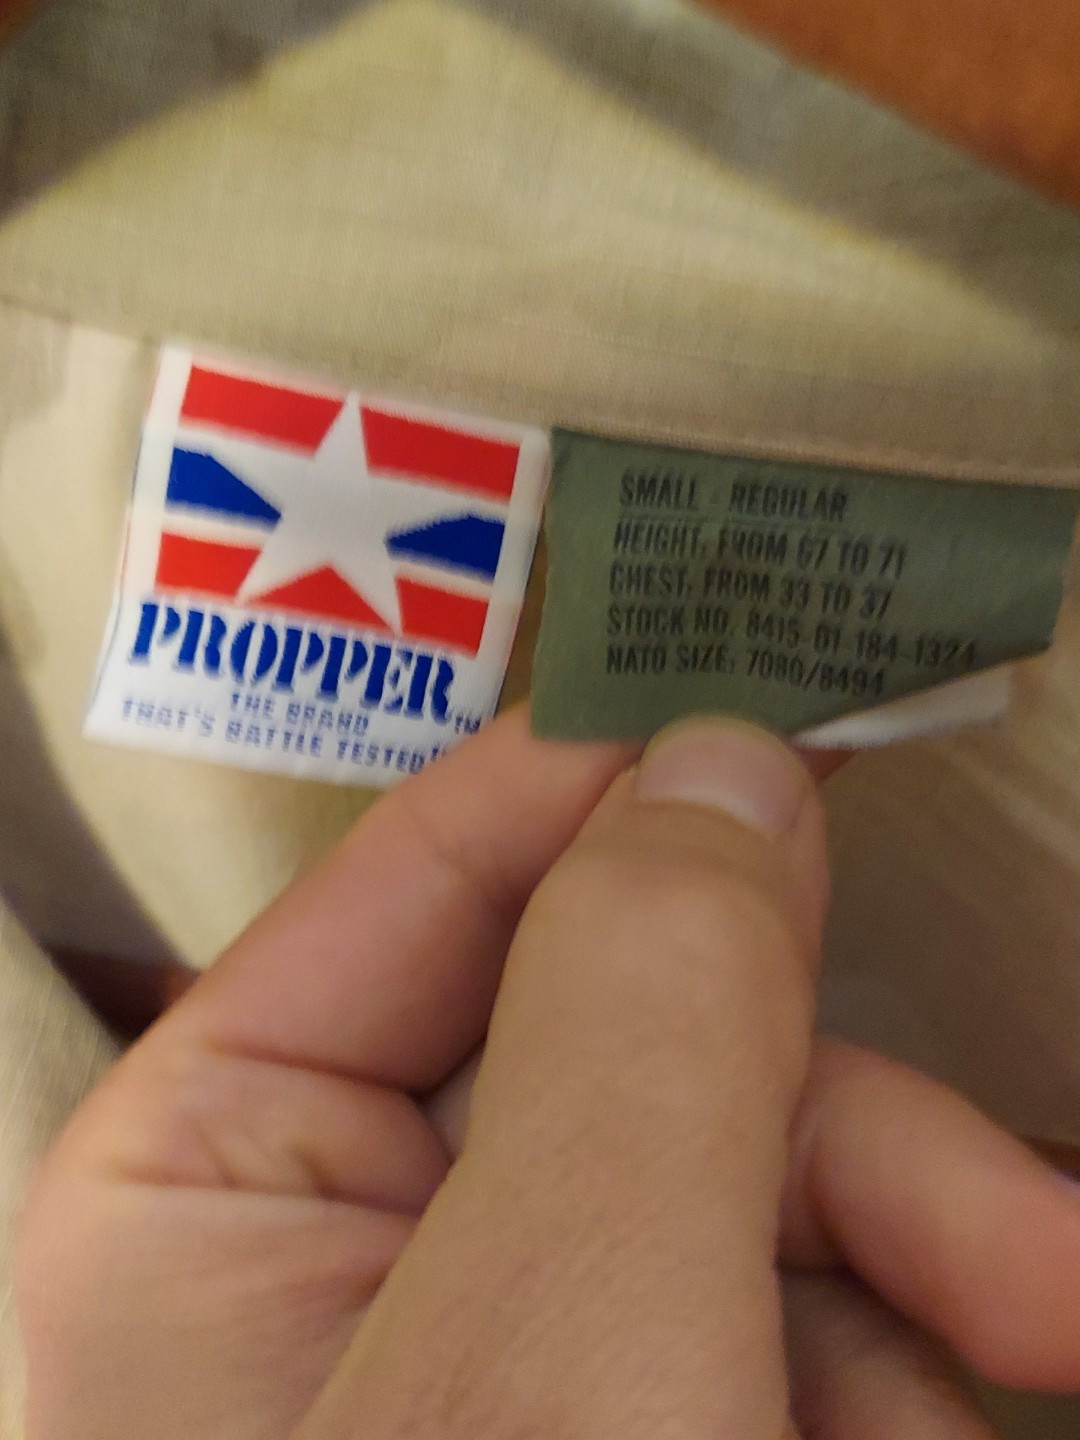 PROPPER™
THE BRAND
THAT'S BATTLE TESTED
SMALL - REGULAR
HEIGHT: FROM 67 TO 71
CHEST: FROM 33 TO 37
STOCK NO. 8415-01-184-1324
NATO SIZE: 7080/8494